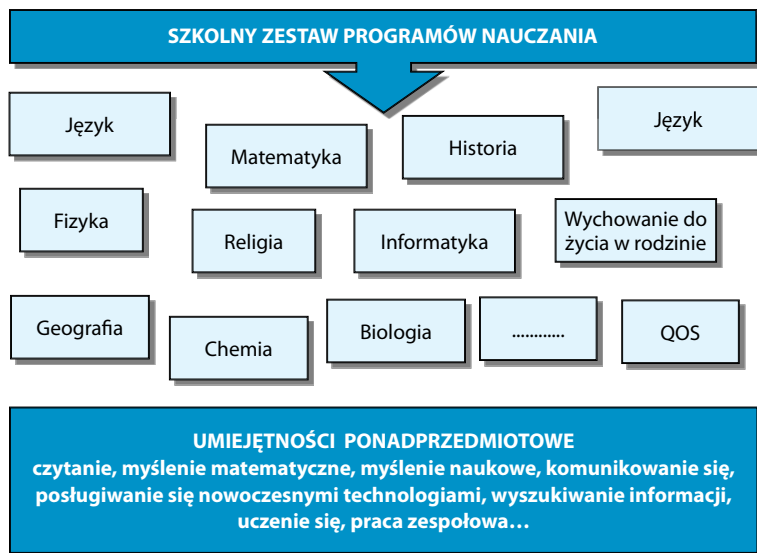 SZKOLNY ZESTAW PROGRAMÓW NAUCZANIA
Język
Matematyka
Historia
Język
Fizyka
Religia
Informatyka
Wychowanie do
życia w rodzinie
Geografia
Chemia
Biologia
............
QOS
UMIEJĘTNOŚCI PONADPRZEDMIOTOWE
czytanie, myślenie matematyczne, myślenie naukowe, komunikowanie się,
posługiwanie się nowoczesnymi technologiami, wyszukiwanie informacji,
uczenie się, praca zespołowa…